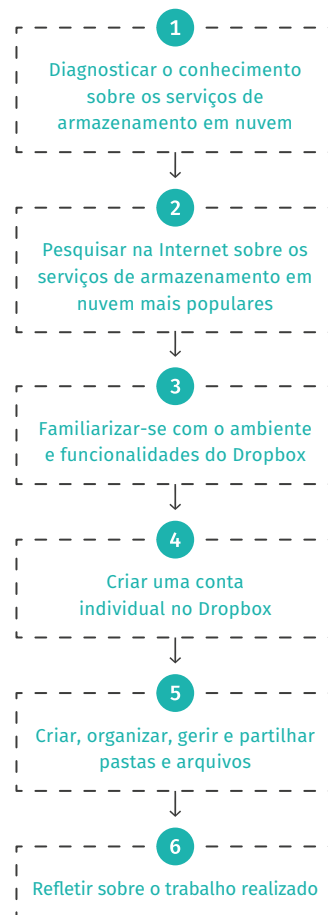 1
Diagnosticar o conhecimento
sobre os serviços de
armazenamento em nuvem
2
Pesquisar na Internet sobre os
serviços de armazenamento em
nuvem mais populares
3
Familiarizar-se com o ambiente
e funcionalidades do Dropbox
4
Criar uma conta
individual no Dropbox
5
Criar, organizar, gerir e partilhar
pastas e arquivos
6
Refletir sobre o trabalho realizado